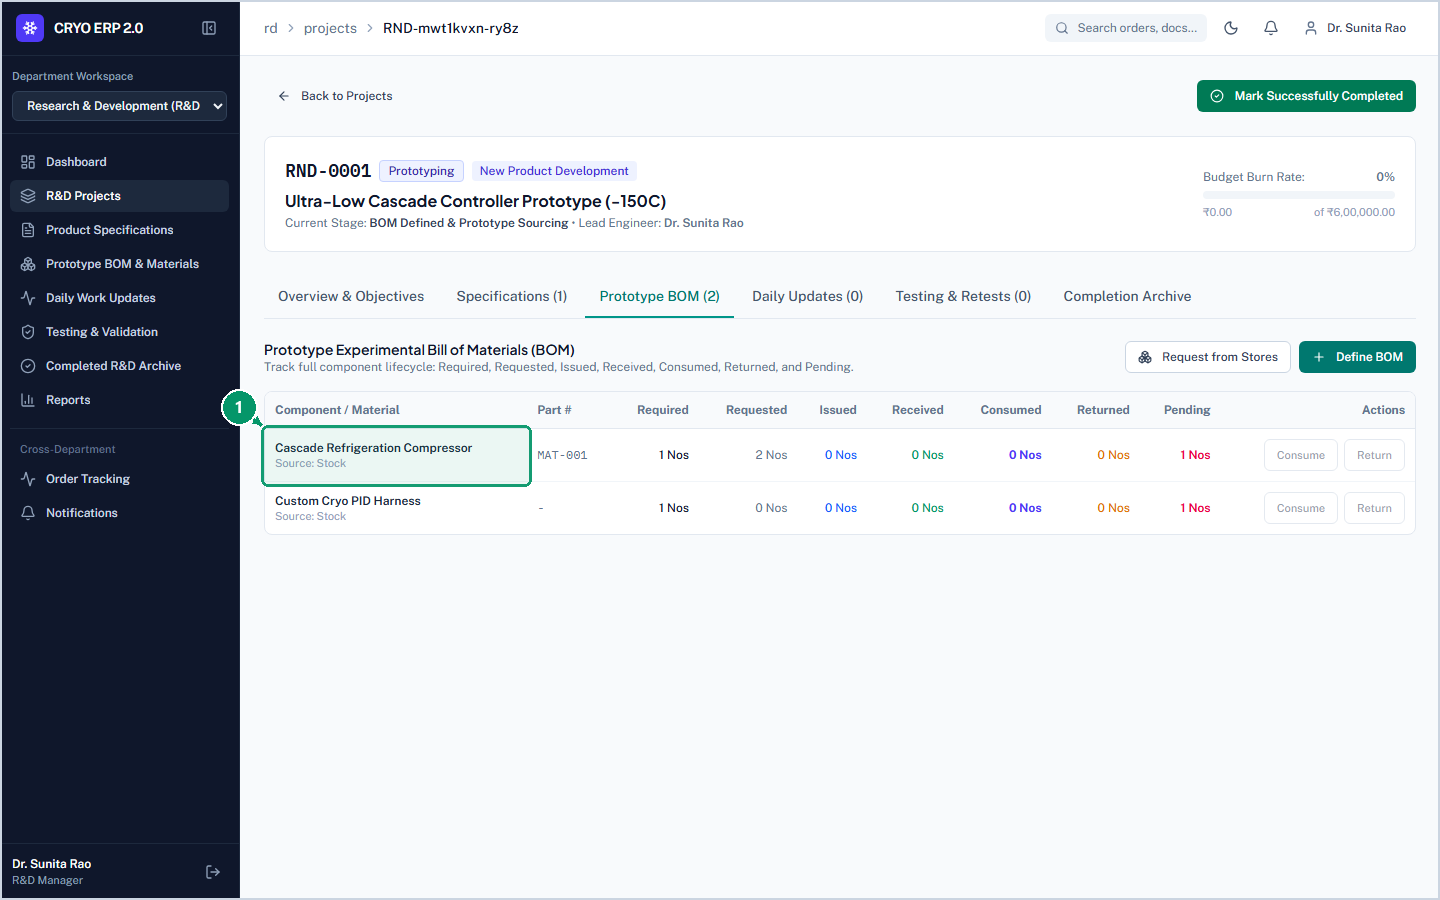 CRYO ERP 2.0
rd > projects > RND-mwt1kvxn-ry8z
Search orders, docs...
Dr. Sunita Rao
Department Workspace
Research & Development (R&D
Dashboard
R&D Projects
Product Specifications
Prototype BOM & Materials
Daily Work Updates
Testing & Validation
Completed R&D Archive
Reports
Cross-Department
Order Tracking
Notifications
Dr. Sunita Rao
R&D Manager
Back to Projects
Mark Successfully Completed
RND-0001 Prototyping New Product Development
Ultra-Low Cascade Controller Prototype (-150C)
Current Stage: BOM Defined & Prototype Sourcing • Lead Engineer: Dr. Sunita Rao
Budget Burn Rate: 0%
₹0.00 of ₹6,00,000.00
Overview & Objectives Specifications (1) Prototype BOM (2) Daily Updates (0) Testing & Retests (0) Completion Archive
Prototype Experimental Bill of Materials (BOM)
Track full component lifecycle: Required, Requested, Issued, Received, Consumed, Returned, and Pending.
Request from Stores
Define BOM
1
Component / Material Part # Required Requested Issued Received Consumed Returned Pending Actions
Cascade Refrigeration Compressor MAT-001 1 Nos 2 Nos 0 Nos 0 Nos 0 Nos 0 Nos 1 Nos Consume Return
Source: Stock
Custom Cryo PID Harness - 1 Nos 0 Nos 0 Nos 0 Nos 0 Nos 0 Nos 1 Nos Consume Return
Source: Stock